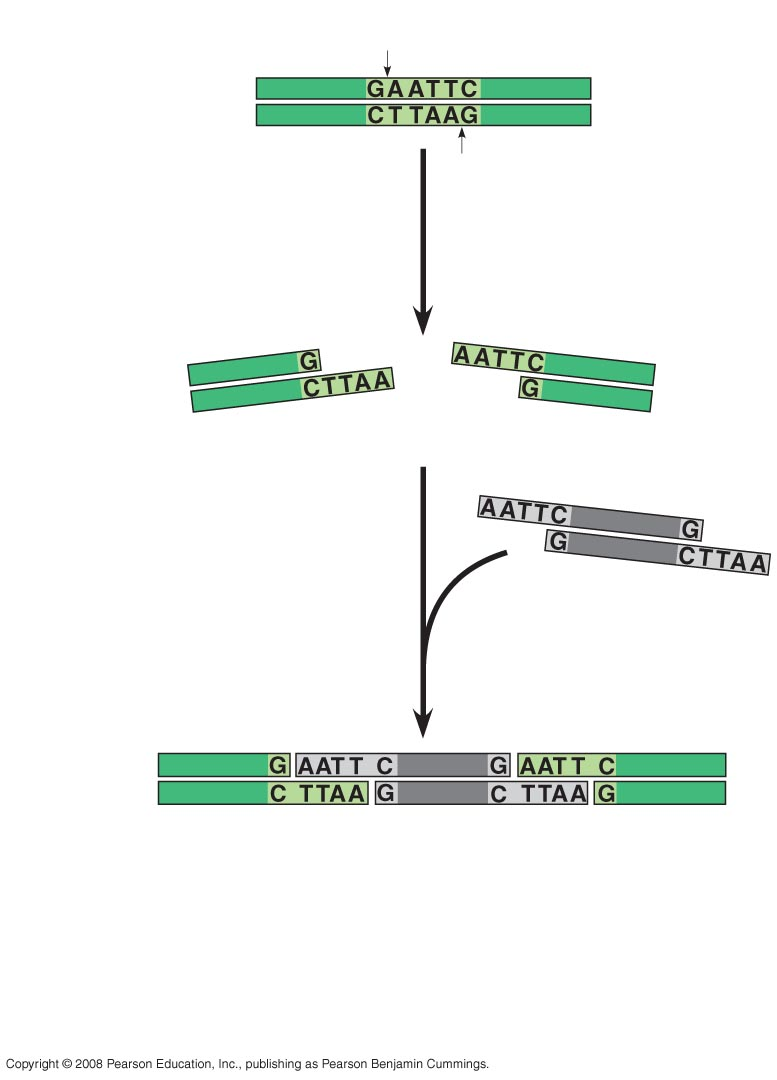 GAATTC
CTTAAG
G
CTTAA
AATTC
G
AATTC G
G CTTAA
G AATT C G AATT C
C TTAA G C TTAA G
Copyright © 2008 Pearson Education, Inc., publishing as Pearson Benjamin Cummings.